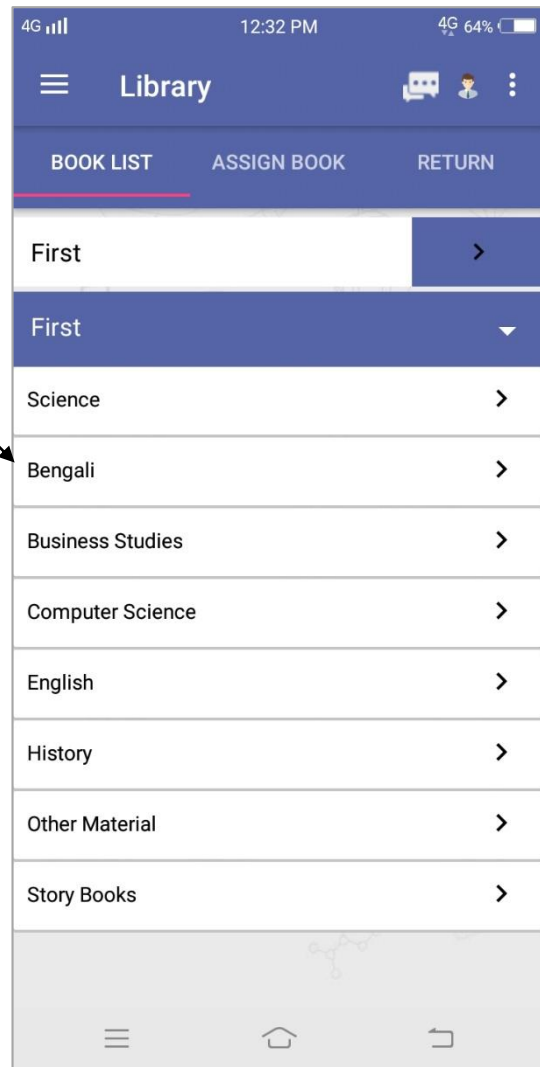 4G 12:32 PM 4G 64%
Library
BOOK LIST ASSIGN BOOK RETURN
First
First
Science
Bengali
Business Studies
Computer Science
English
History
Other Material
Story Books